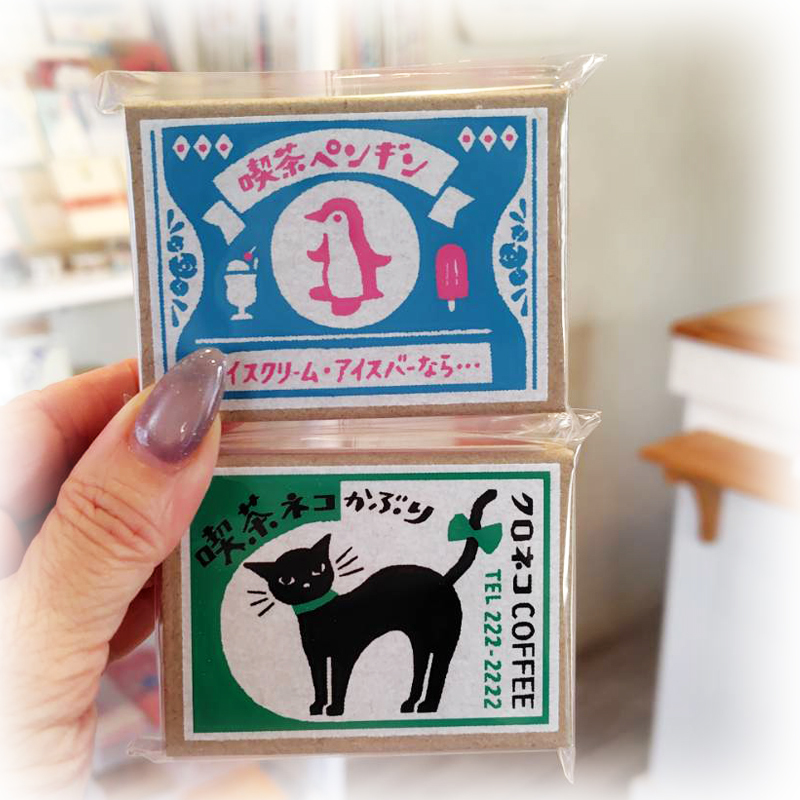 喫茶ペンギン
イスクリーム・アイスバーなら…
喫茶ネコかぶり
クロネコCOFFEE
TEL 222-2222